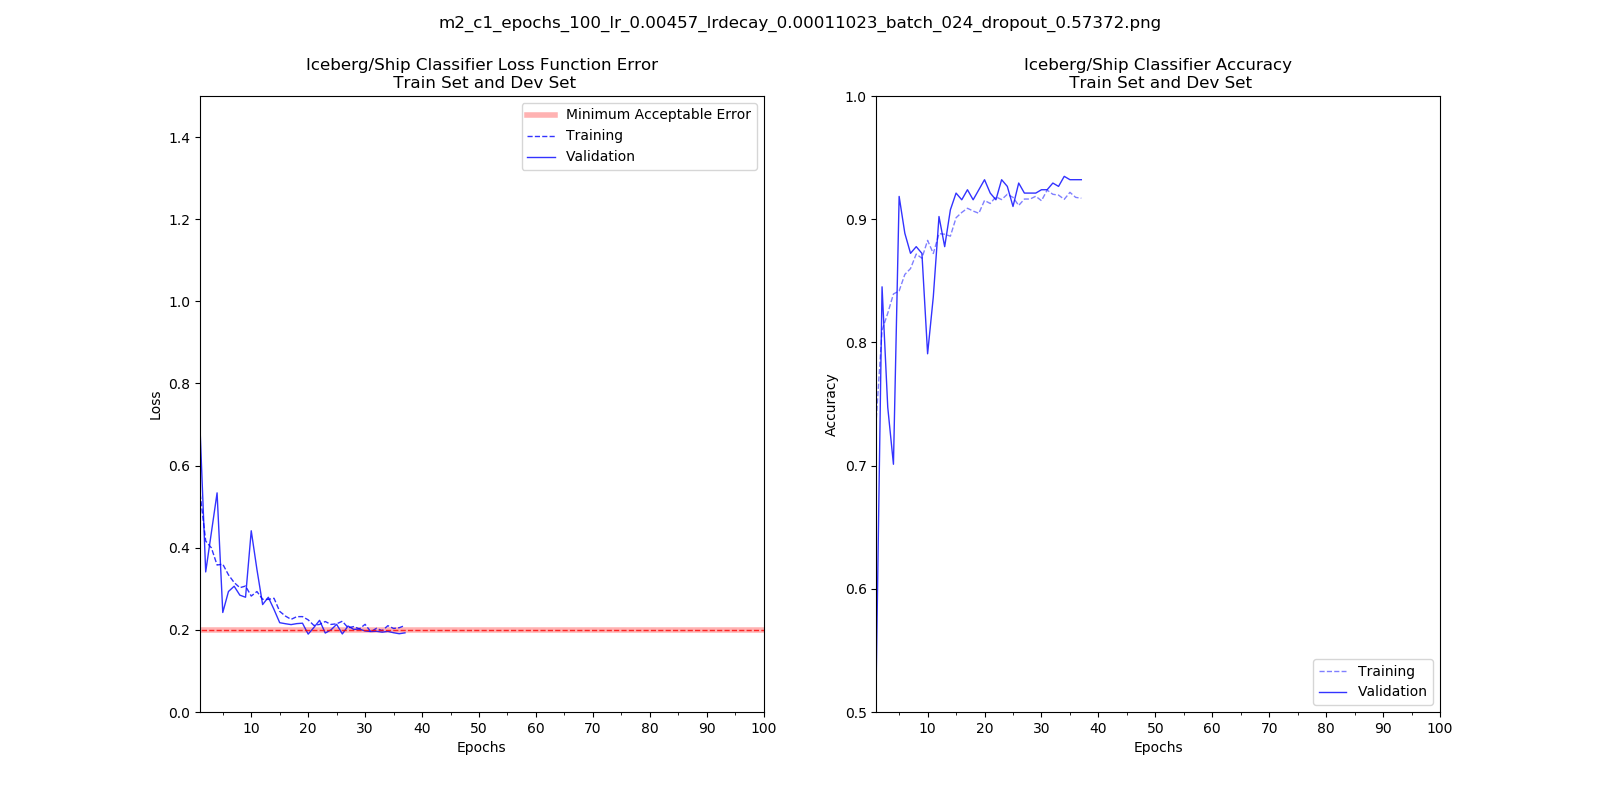 m2_c1_epochs_100_lr_0.00457_lrdecay_0.00011023_batch_024_dropout_0.57372.png
Iceberg/Ship Classifier Loss Function Error
Train Set and Dev Set
1.4
1.2
1.0
0.8
0.6
0.4
0.2
0.0
Loss
Minimum Acceptable Error
Training
Validation
10 20 30 40 50 60 70 80 90 100
Epochs
Iceberg/Ship Classifier Accuracy
Train Set and Dev Set
1.0
0.9
0.8
0.7
0.6
0.5
Accuracy
Training
Validation
10 20 30 40 50 60 70 80 90 100
Epochs